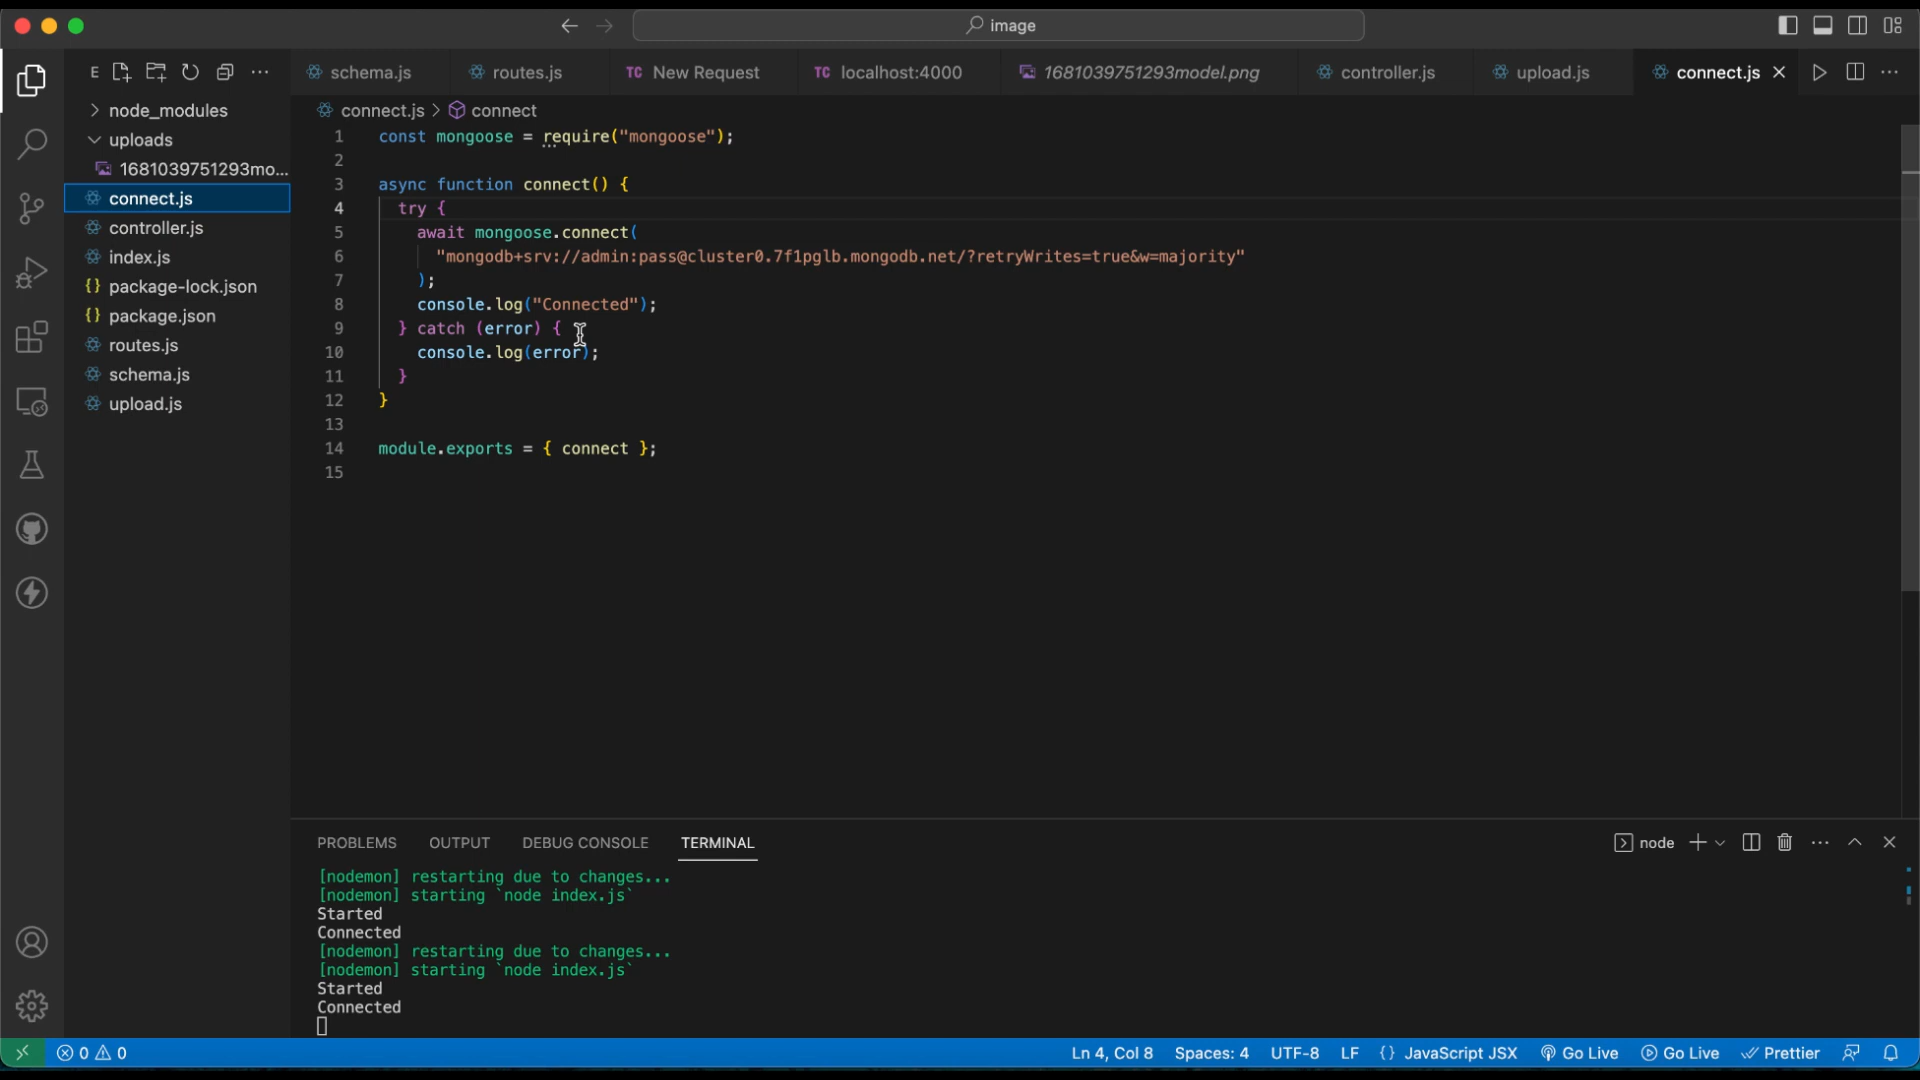 image
E
schema.js
routes.js
TC New Request
TC localhost:4000
1681039751293model.png
controller.js
upload.js
connect.js
node_modules
uploads
1681039751293mo...
connect.js
controller.js
index.js
{} package-lock.json
{} package.json
routes.js
schema.js
upload.js
connect.js > connect
1 const mongoose = require("mongoose");
2
3 async function connect() {
4 try {
5 await mongoose.connect(
6 "mongodb+srv://admin:pass@cluster0.7f1pglb.mongodb.net/?retryWrites=true&w=majority"
7 );
8 console.log("Connected");
9 } catch (error) {
10 console.log(error);
11 }
12 }
13
14 module.exports = { connect };
15
PROBLEMS OUTPUT DEBUG CONSOLE TERMINAL
node
[nodemon] restarting due to changes...
[nodemon] starting `node index.js`
Started
Connected
[nodemon] restarting due to changes...
[nodemon] starting `node index.js`
Started
Connected
0 0 Ln 4, Col 8 Spaces: 4 UTF-8 LF {} JavaScript JSX Go Live Go Live Prettier